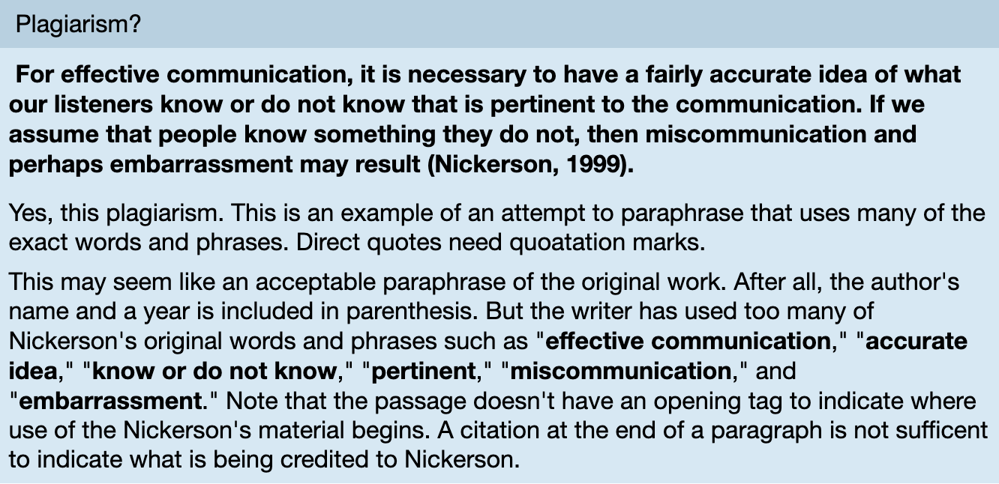 Plagiarism?
For effective communication, it is necessary to have a fairly accurate idea of what
our listeners know or do not know that is pertinent to the communication. If we
assume that people know something they do not, then miscommunication and
perhaps embarrassment may result (Nickerson, 1999).
Yes, this plagiarism. This is an example of an attempt to paraphrase that uses many of the
exact words and phrases. Direct quotes need quoatation marks.
This may seem like an acceptable paraphrase of the original work. After all, the author's
name and a year is included in parenthesis. But the writer has used too many of
Nickerson's original words and phrases such as "effective communication," "accurate
idea," "know or do not know," "pertinent," "miscommunication," and
"embarrassment." Note that the passage doesn't have an opening tag to indicate where
use of the Nickerson's material begins. A citation at the end of a paragraph is not sufficent
to indicate what is being credited to Nickerson.